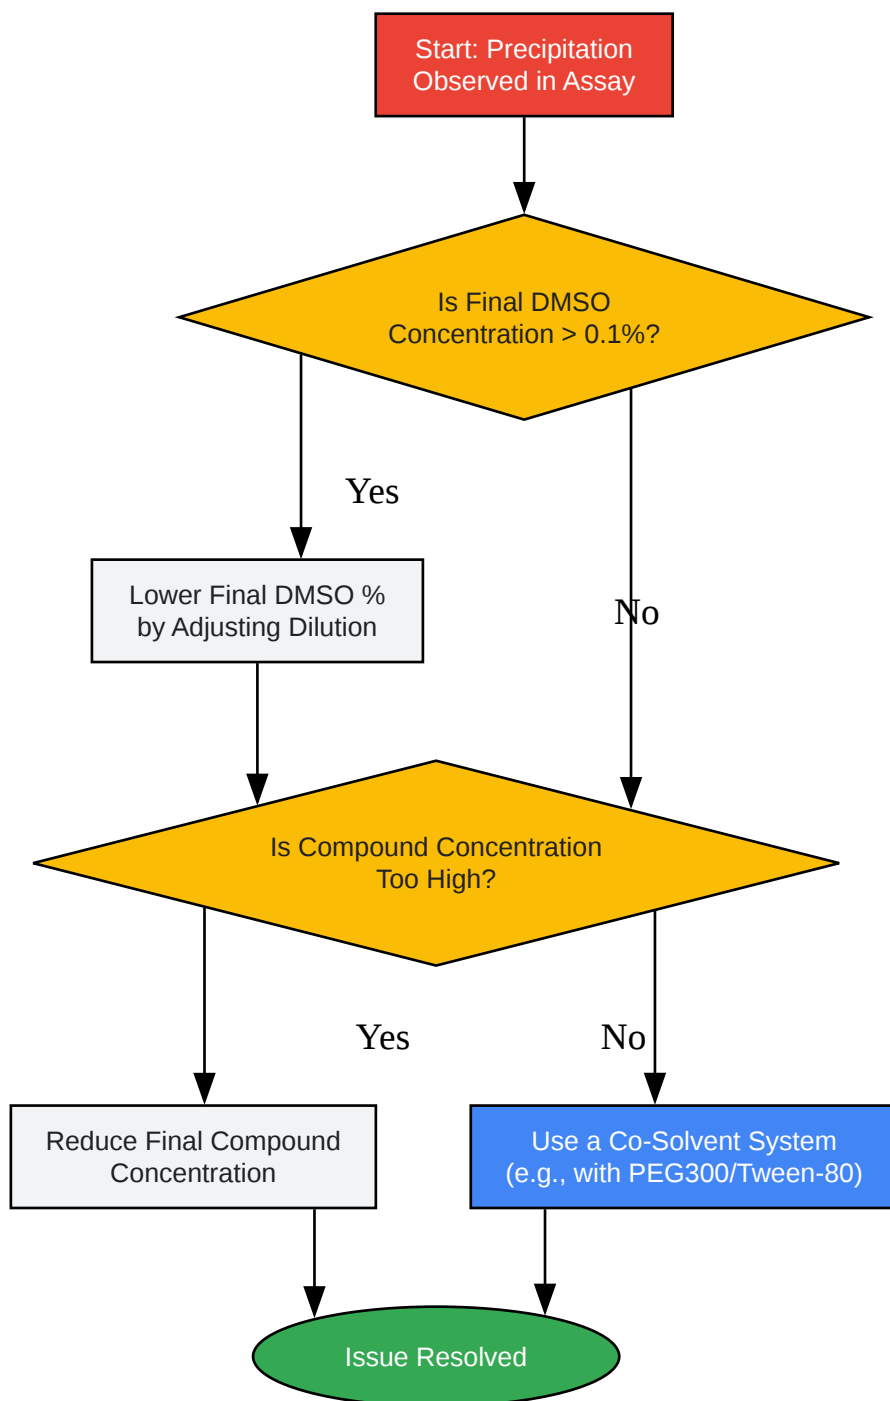 Start: Precipitation
Observed in Assay
Is Final DMSO
Concentration > 0.1%?
Yes
Lower Final DMSO %
by Adjusting Dilution
No
Is Compound Concentration
Too High?
Yes
No
Reduce Final Compound
Concentration
Use a Co-Solvent System
(e.g., with PEG300/Tween-80)
Issue Resolved